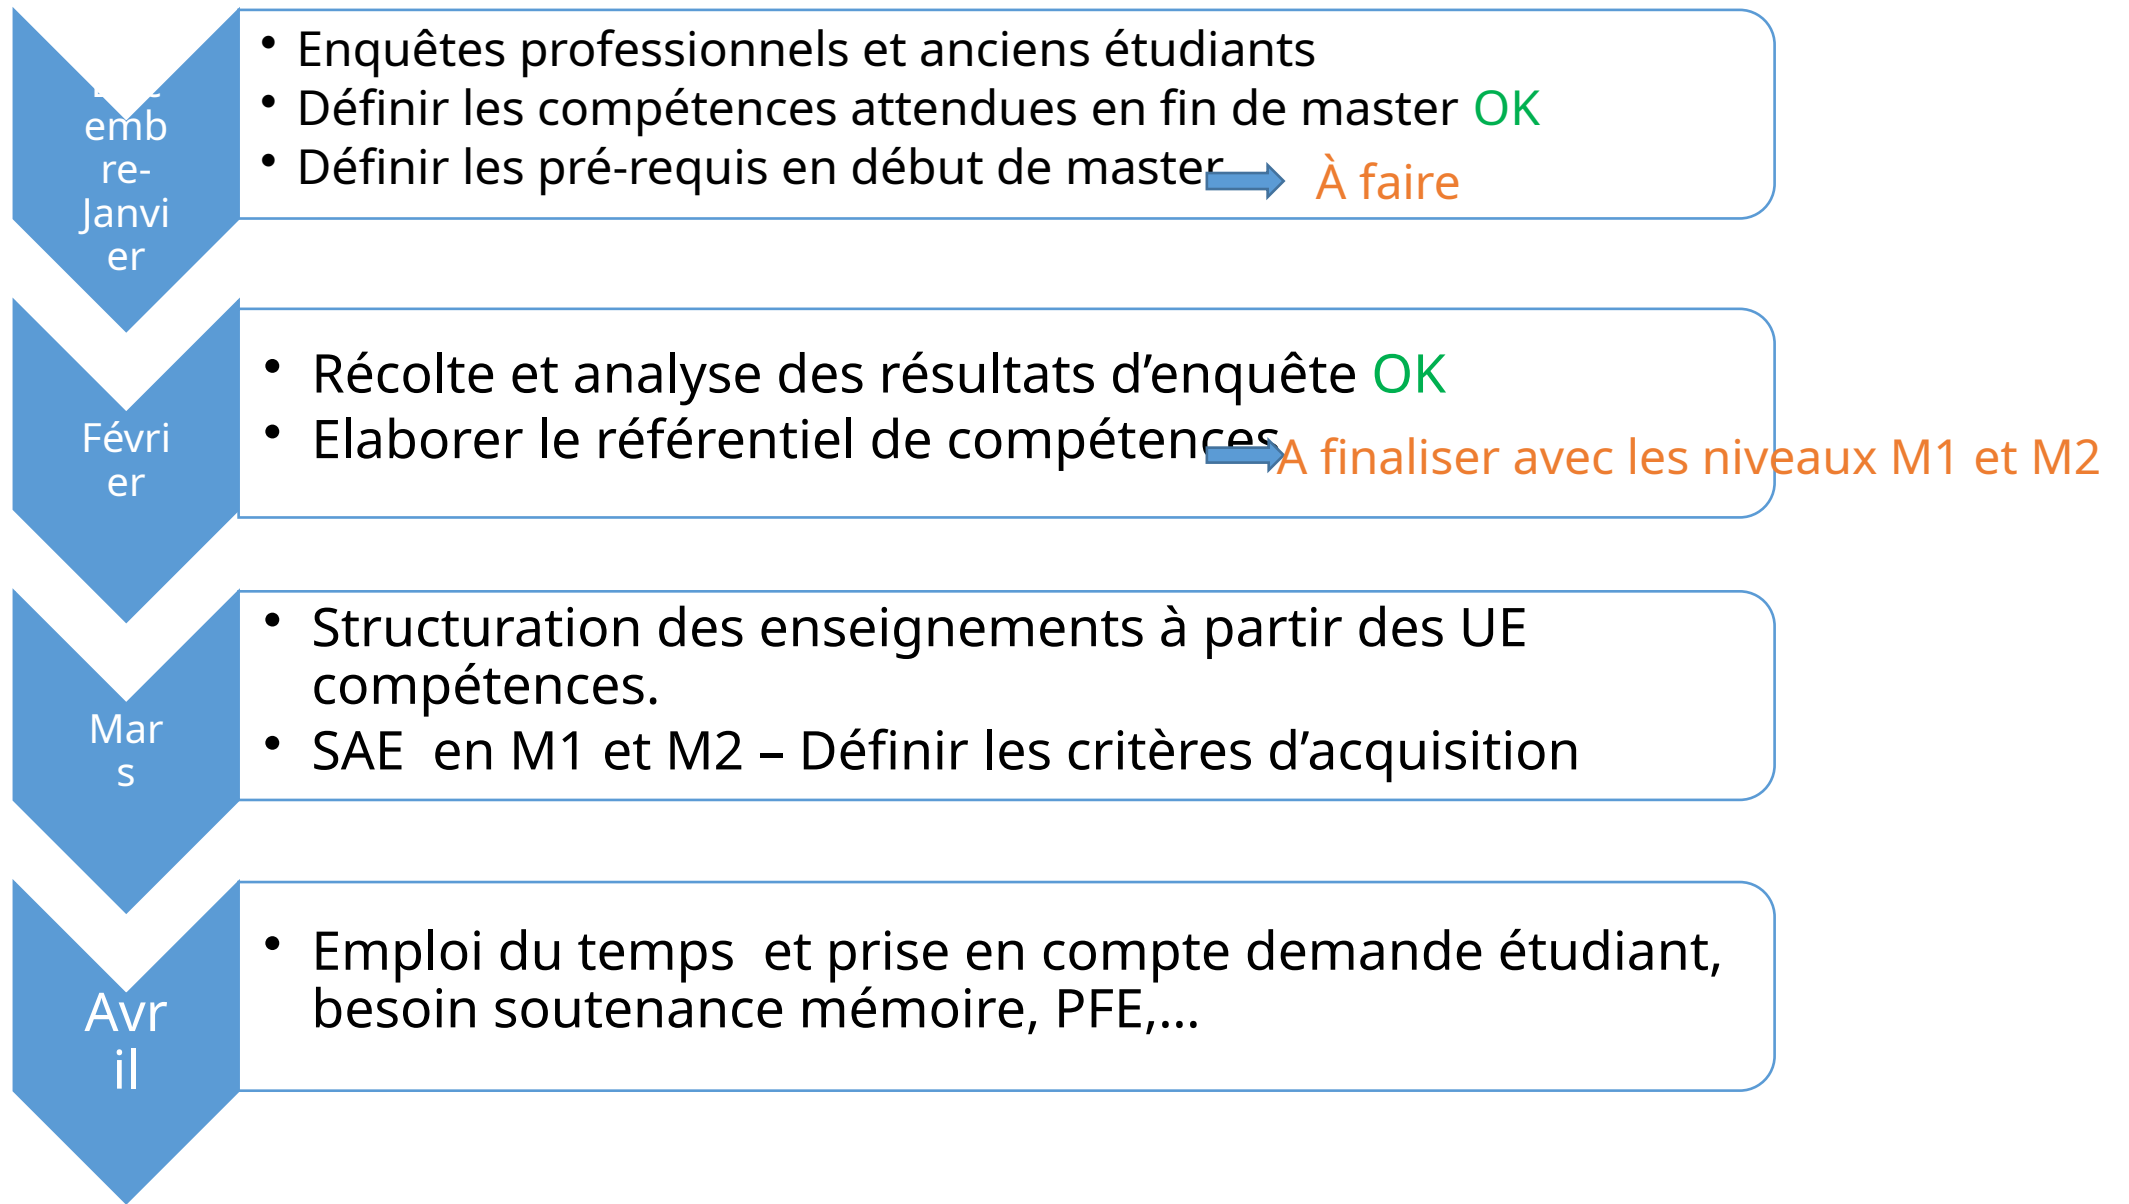 emb
re-
Janvi
er
• Enquêtes professionnels et anciens étudiants
• Définir les compétences attendues en fin de master OK
• Définir les pré-requis en début de master
À faire
Févri
er
• Récolte et analyse des résultats d’enquête OK
• Elaborer le référentiel de compétences
A finaliser avec les niveaux M1 et M2
Mar
s
• Structuration des enseignements à partir des UE
compétences.
• SAE  en M1 et M2 – Définir les critères d’acquisition
Avr
il
• Emploi du temps  et prise en compte demande étudiant,
besoin soutenance mémoire, PFE,…